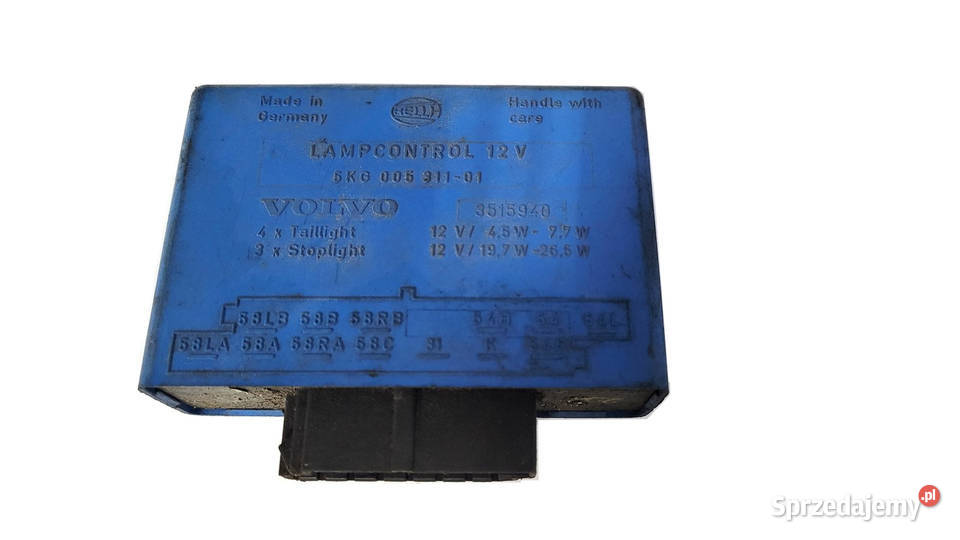 Made in
Germany
HELLA
Handle with
care
LAMPCONTROL 12 V
5KG 005 911-01
VOLVO 3515940
4 x Taillight 12 V/ 4,5 W - 7,7 W
3 x Stoplight 12 V/ 19,7 W -26,5 W
58LB 58B 58RB 54R 54 54L
58LA 58A 58RA 58C 31 K
Sprzedajemy.pl